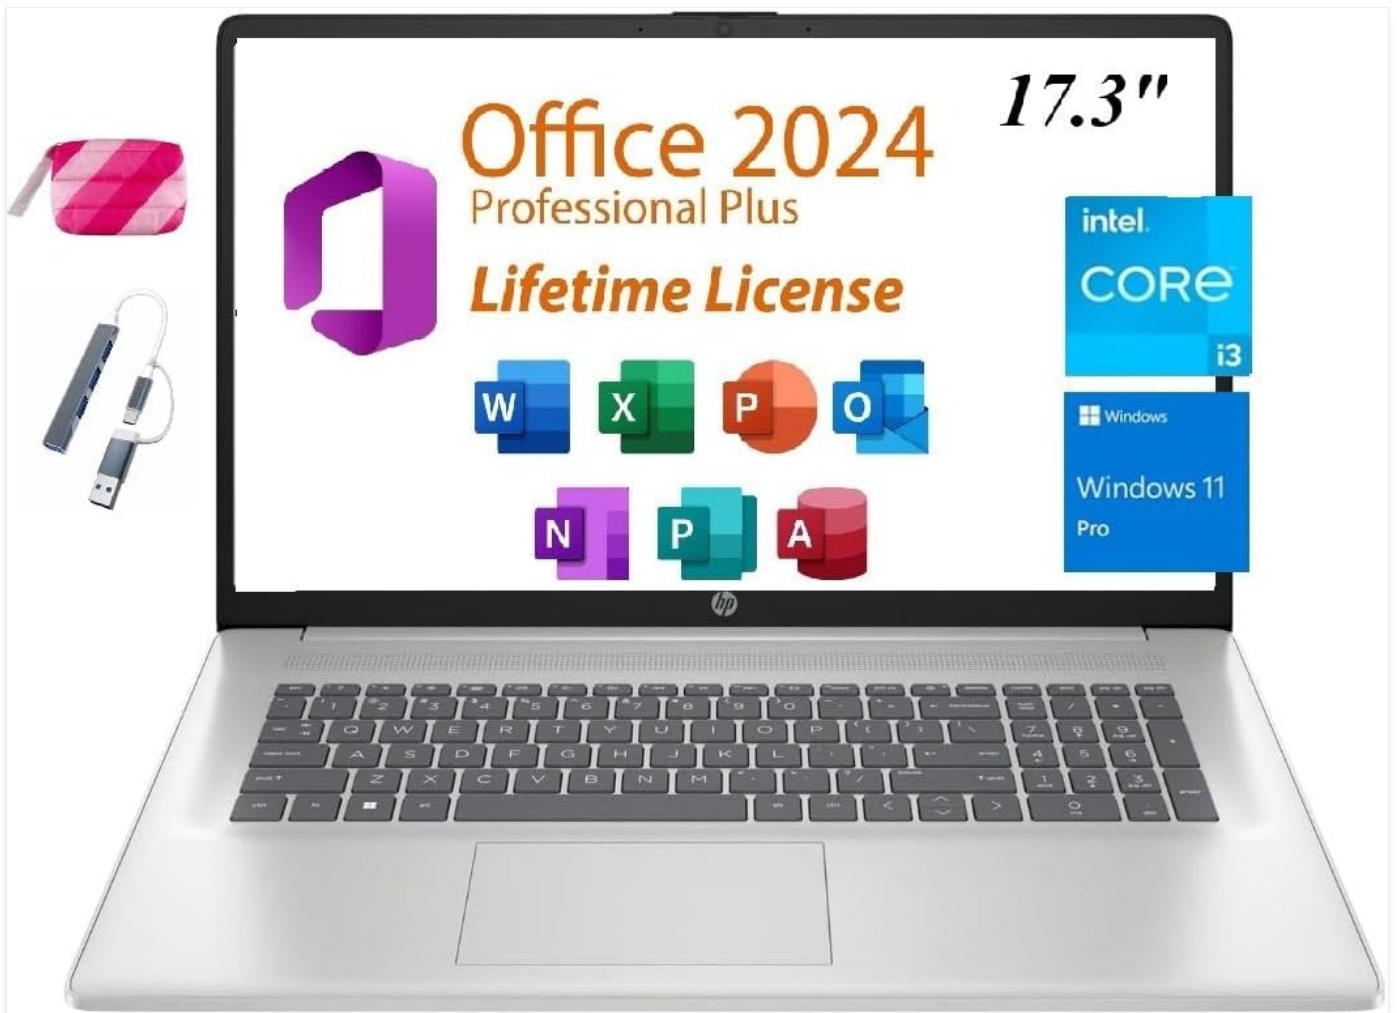 17.3"
Office 2024
Professional Plus
Lifetime License
W X P O
N P A
intel.
CORE
i3
Windows
Windows 11
Pro
hp
Q W E R T Y U I O P
A S D F G H J K L
Z X C V B N M